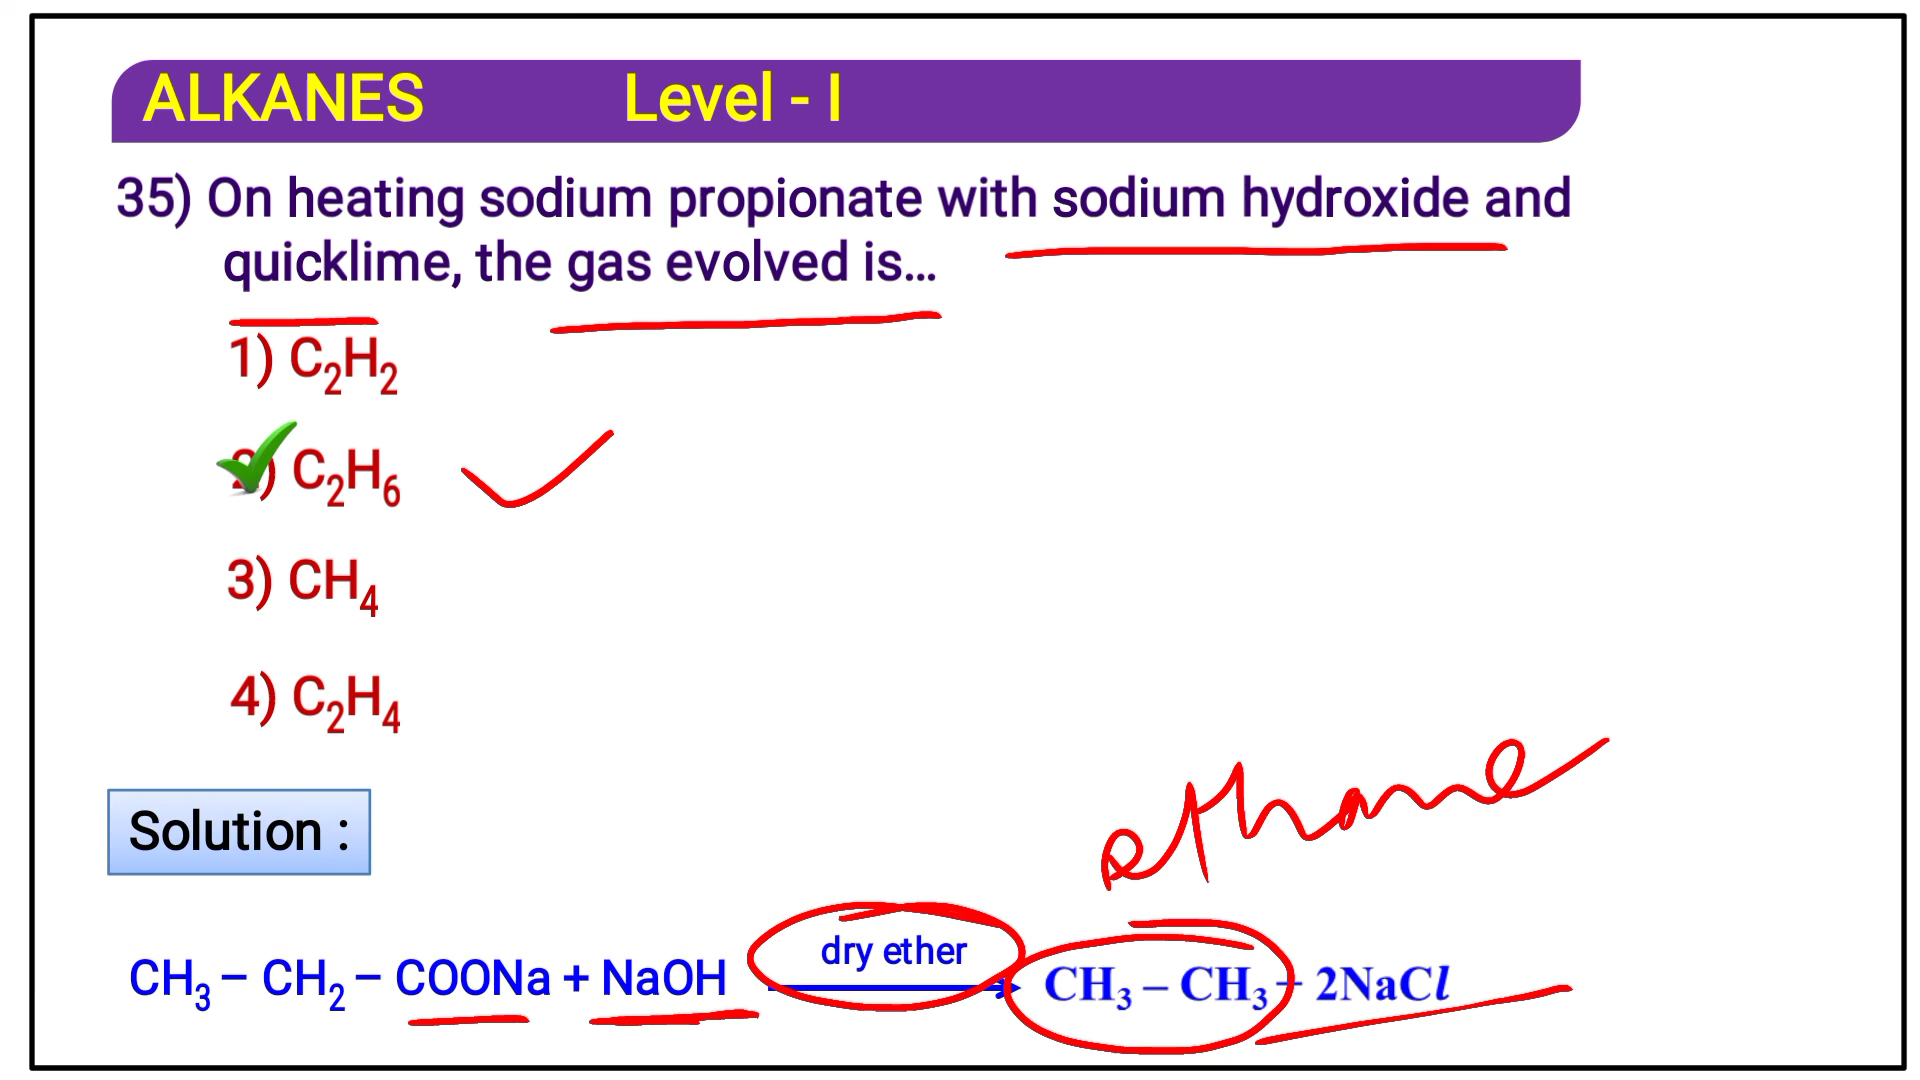 ALKANES Level - I
35) On heating sodium propionate with sodium hydroxide and
quicklime, the gas evolved is...
1) C₂H₂
2) C₂H₆
3) CH₄
4) C₂H₄
ethane
Solution :
dry ether
CH₃ – CH₂ – COONa + NaOH → CH₃ – CH₃ + 2NaCl